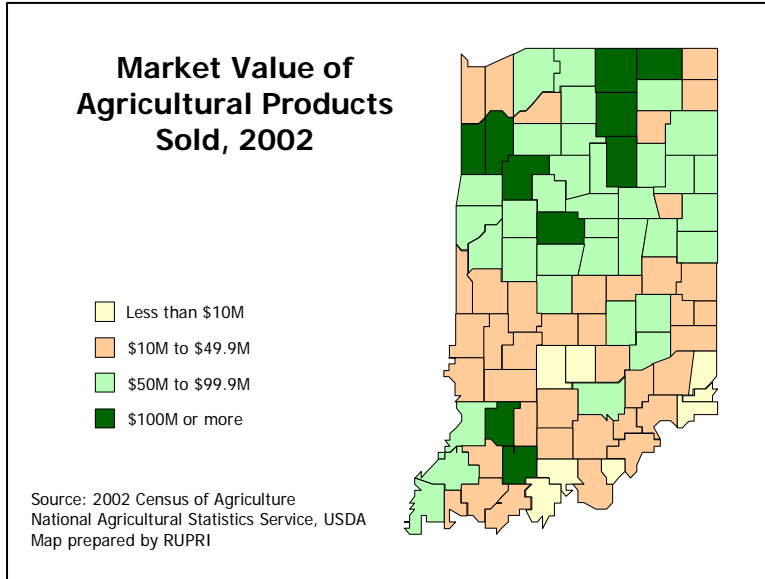 Market Value of
Agricultural Products
Sold, 2002
Less than $10M
$10M to $49.9M
$50M to $99.9M
$100M or more
Source: 2002 Census of Agriculture
National Agricultural Statistics Service, USDA
Map prepared by RUPRI